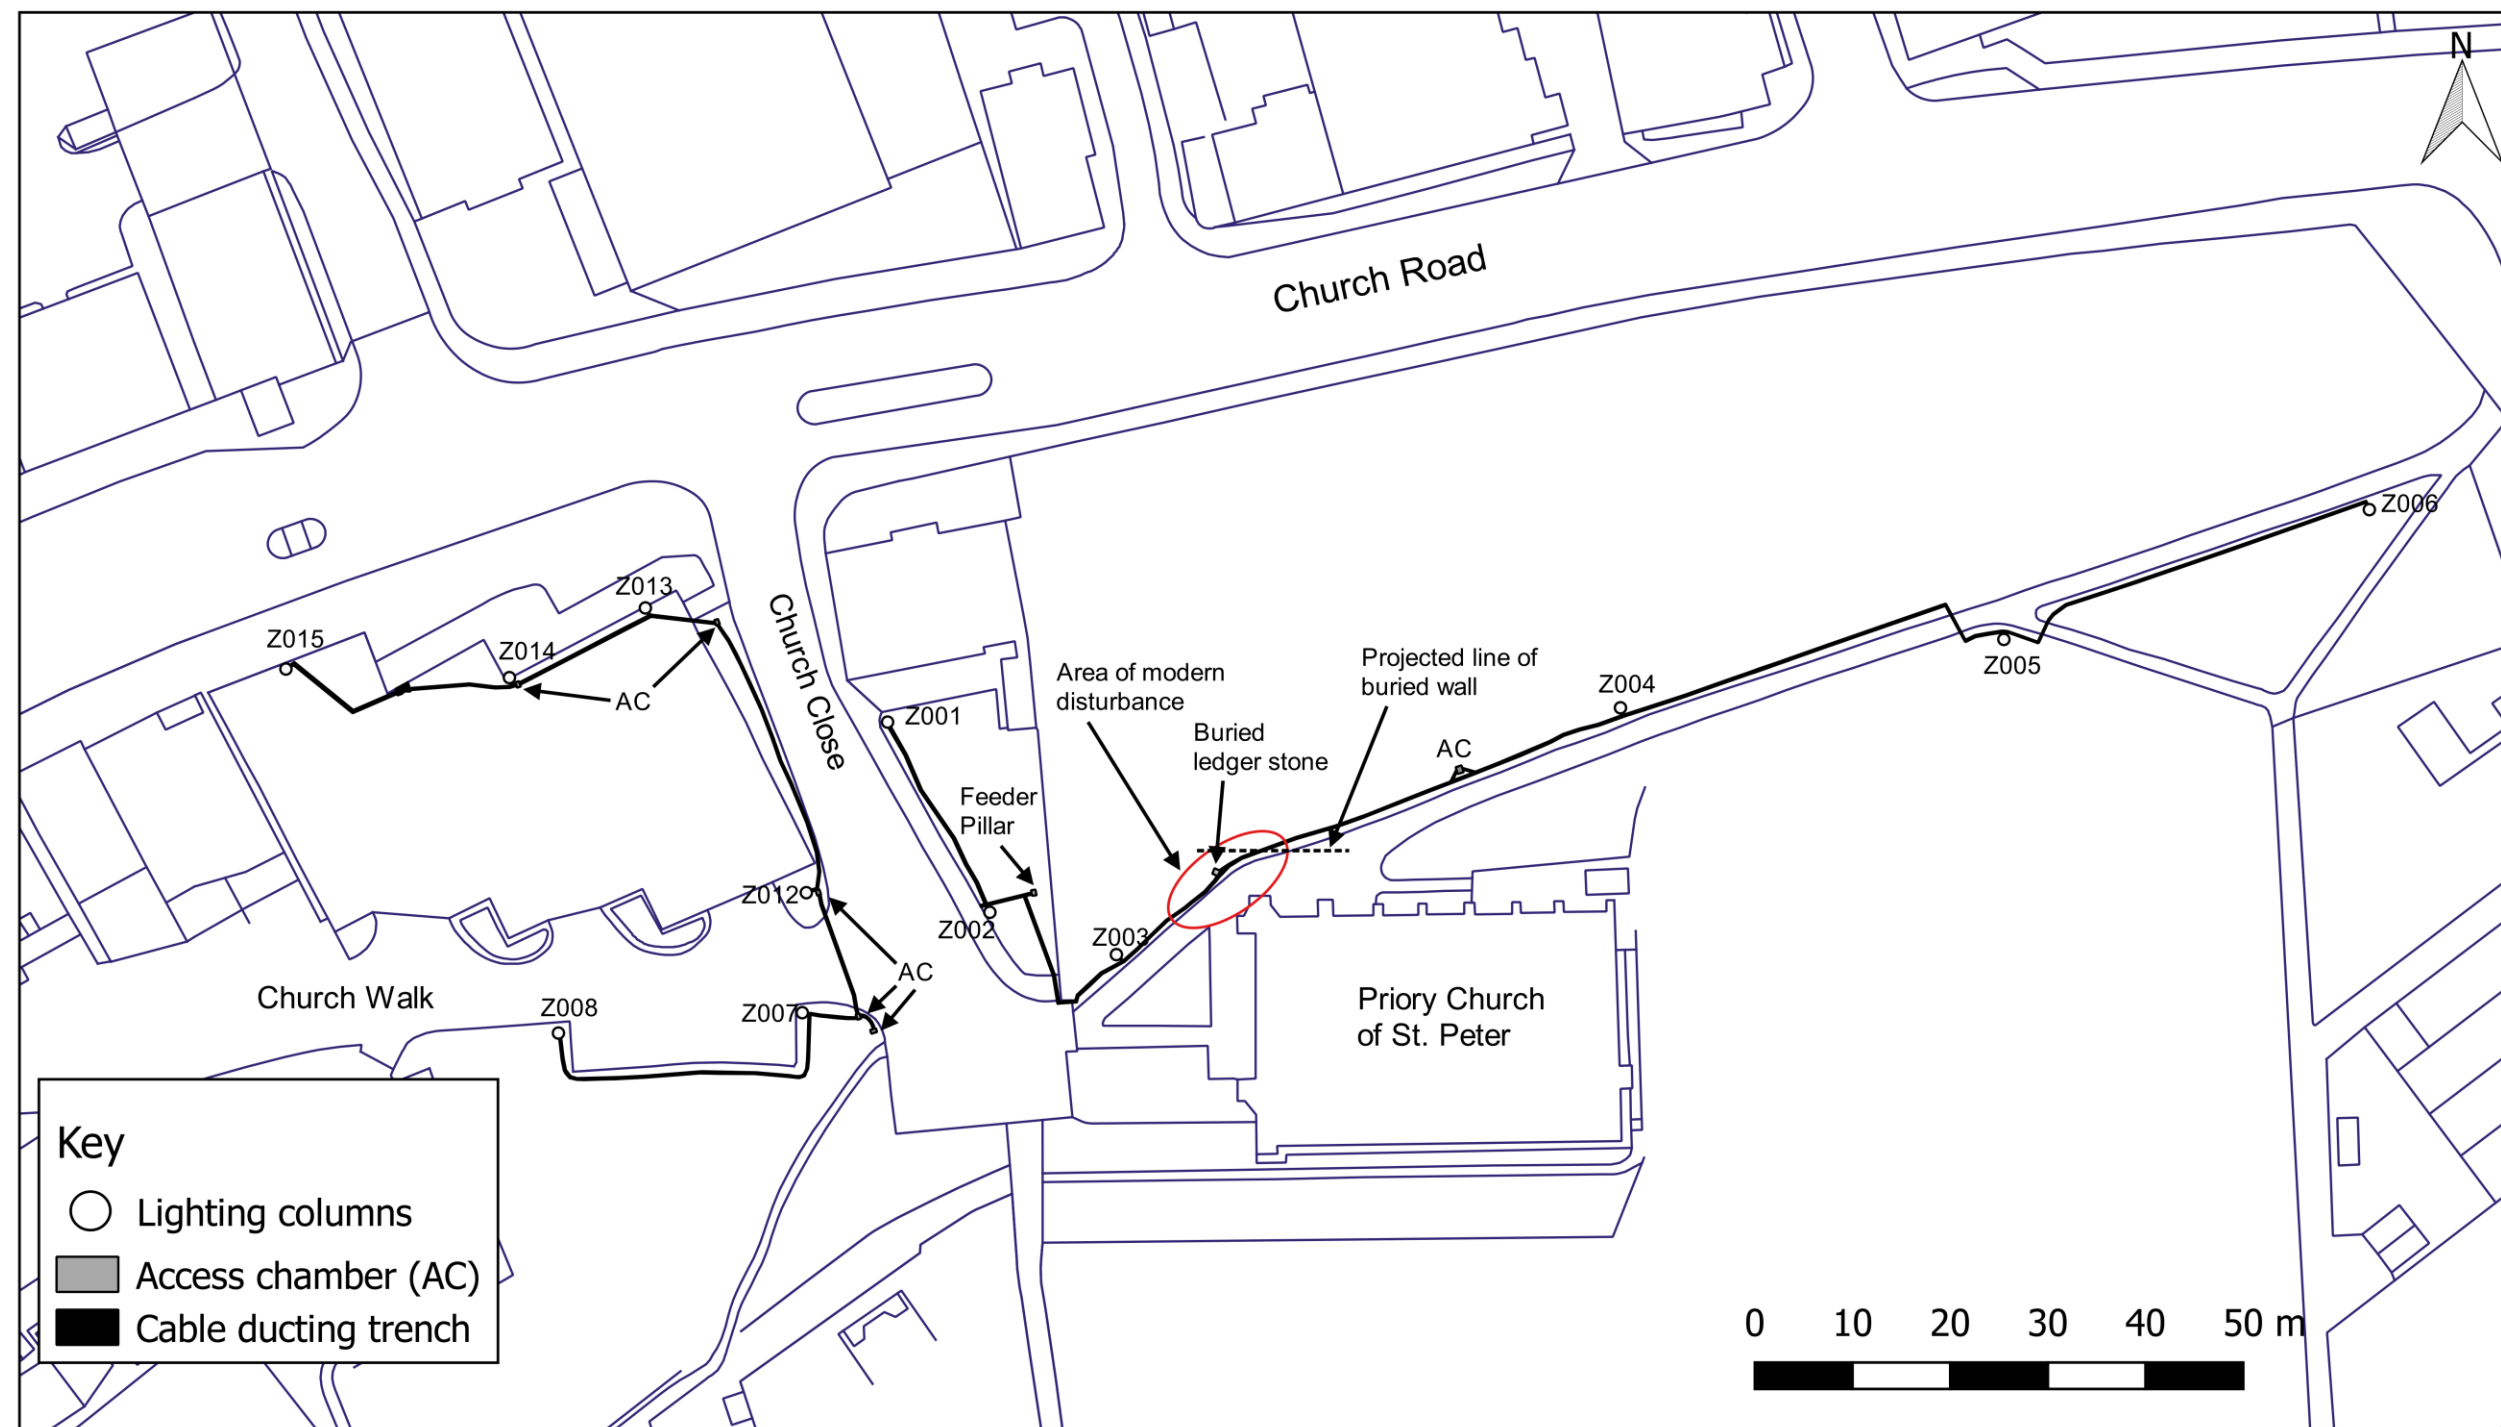 N
Church Road
Z006
Z013
Z015
Z014
Church Close
Z005
Area of modern
disturbance
Projected line of
buried wall
Z004
AC
Z001
Buried
ledger stone
AC
Feeder
Pillar
Z012
Z002
Z003
AC
Church Walk
Z008
Z007
Priory Church
of St. Peter
Key
Lighting columns
Access chamber (AC)
Cable ducting trench
0 10 20 30 40 50 m